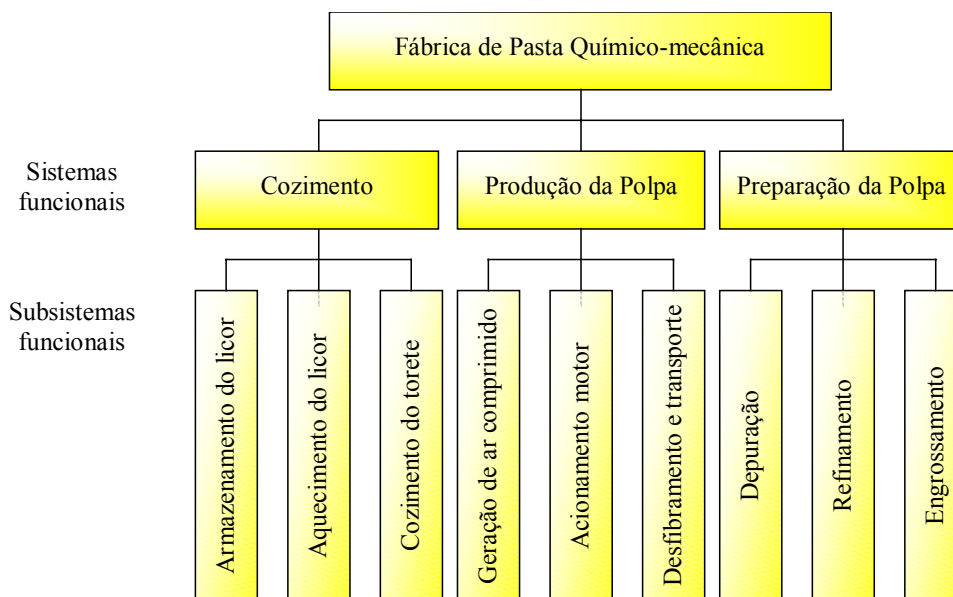 Fábrica de Pasta Químico-mecânica
Sistemas
funcionais
Cozimento
Produção da Polpa
Preparação da Polpa
Subsistemas
funcionais
Armazenamento do licor
Aquecimento do licor
Cozimento do torete
Geração de ar comprimido
Acionamento motor
Desfibramento e transporte
Depuração
Refinamento
Engrossamento